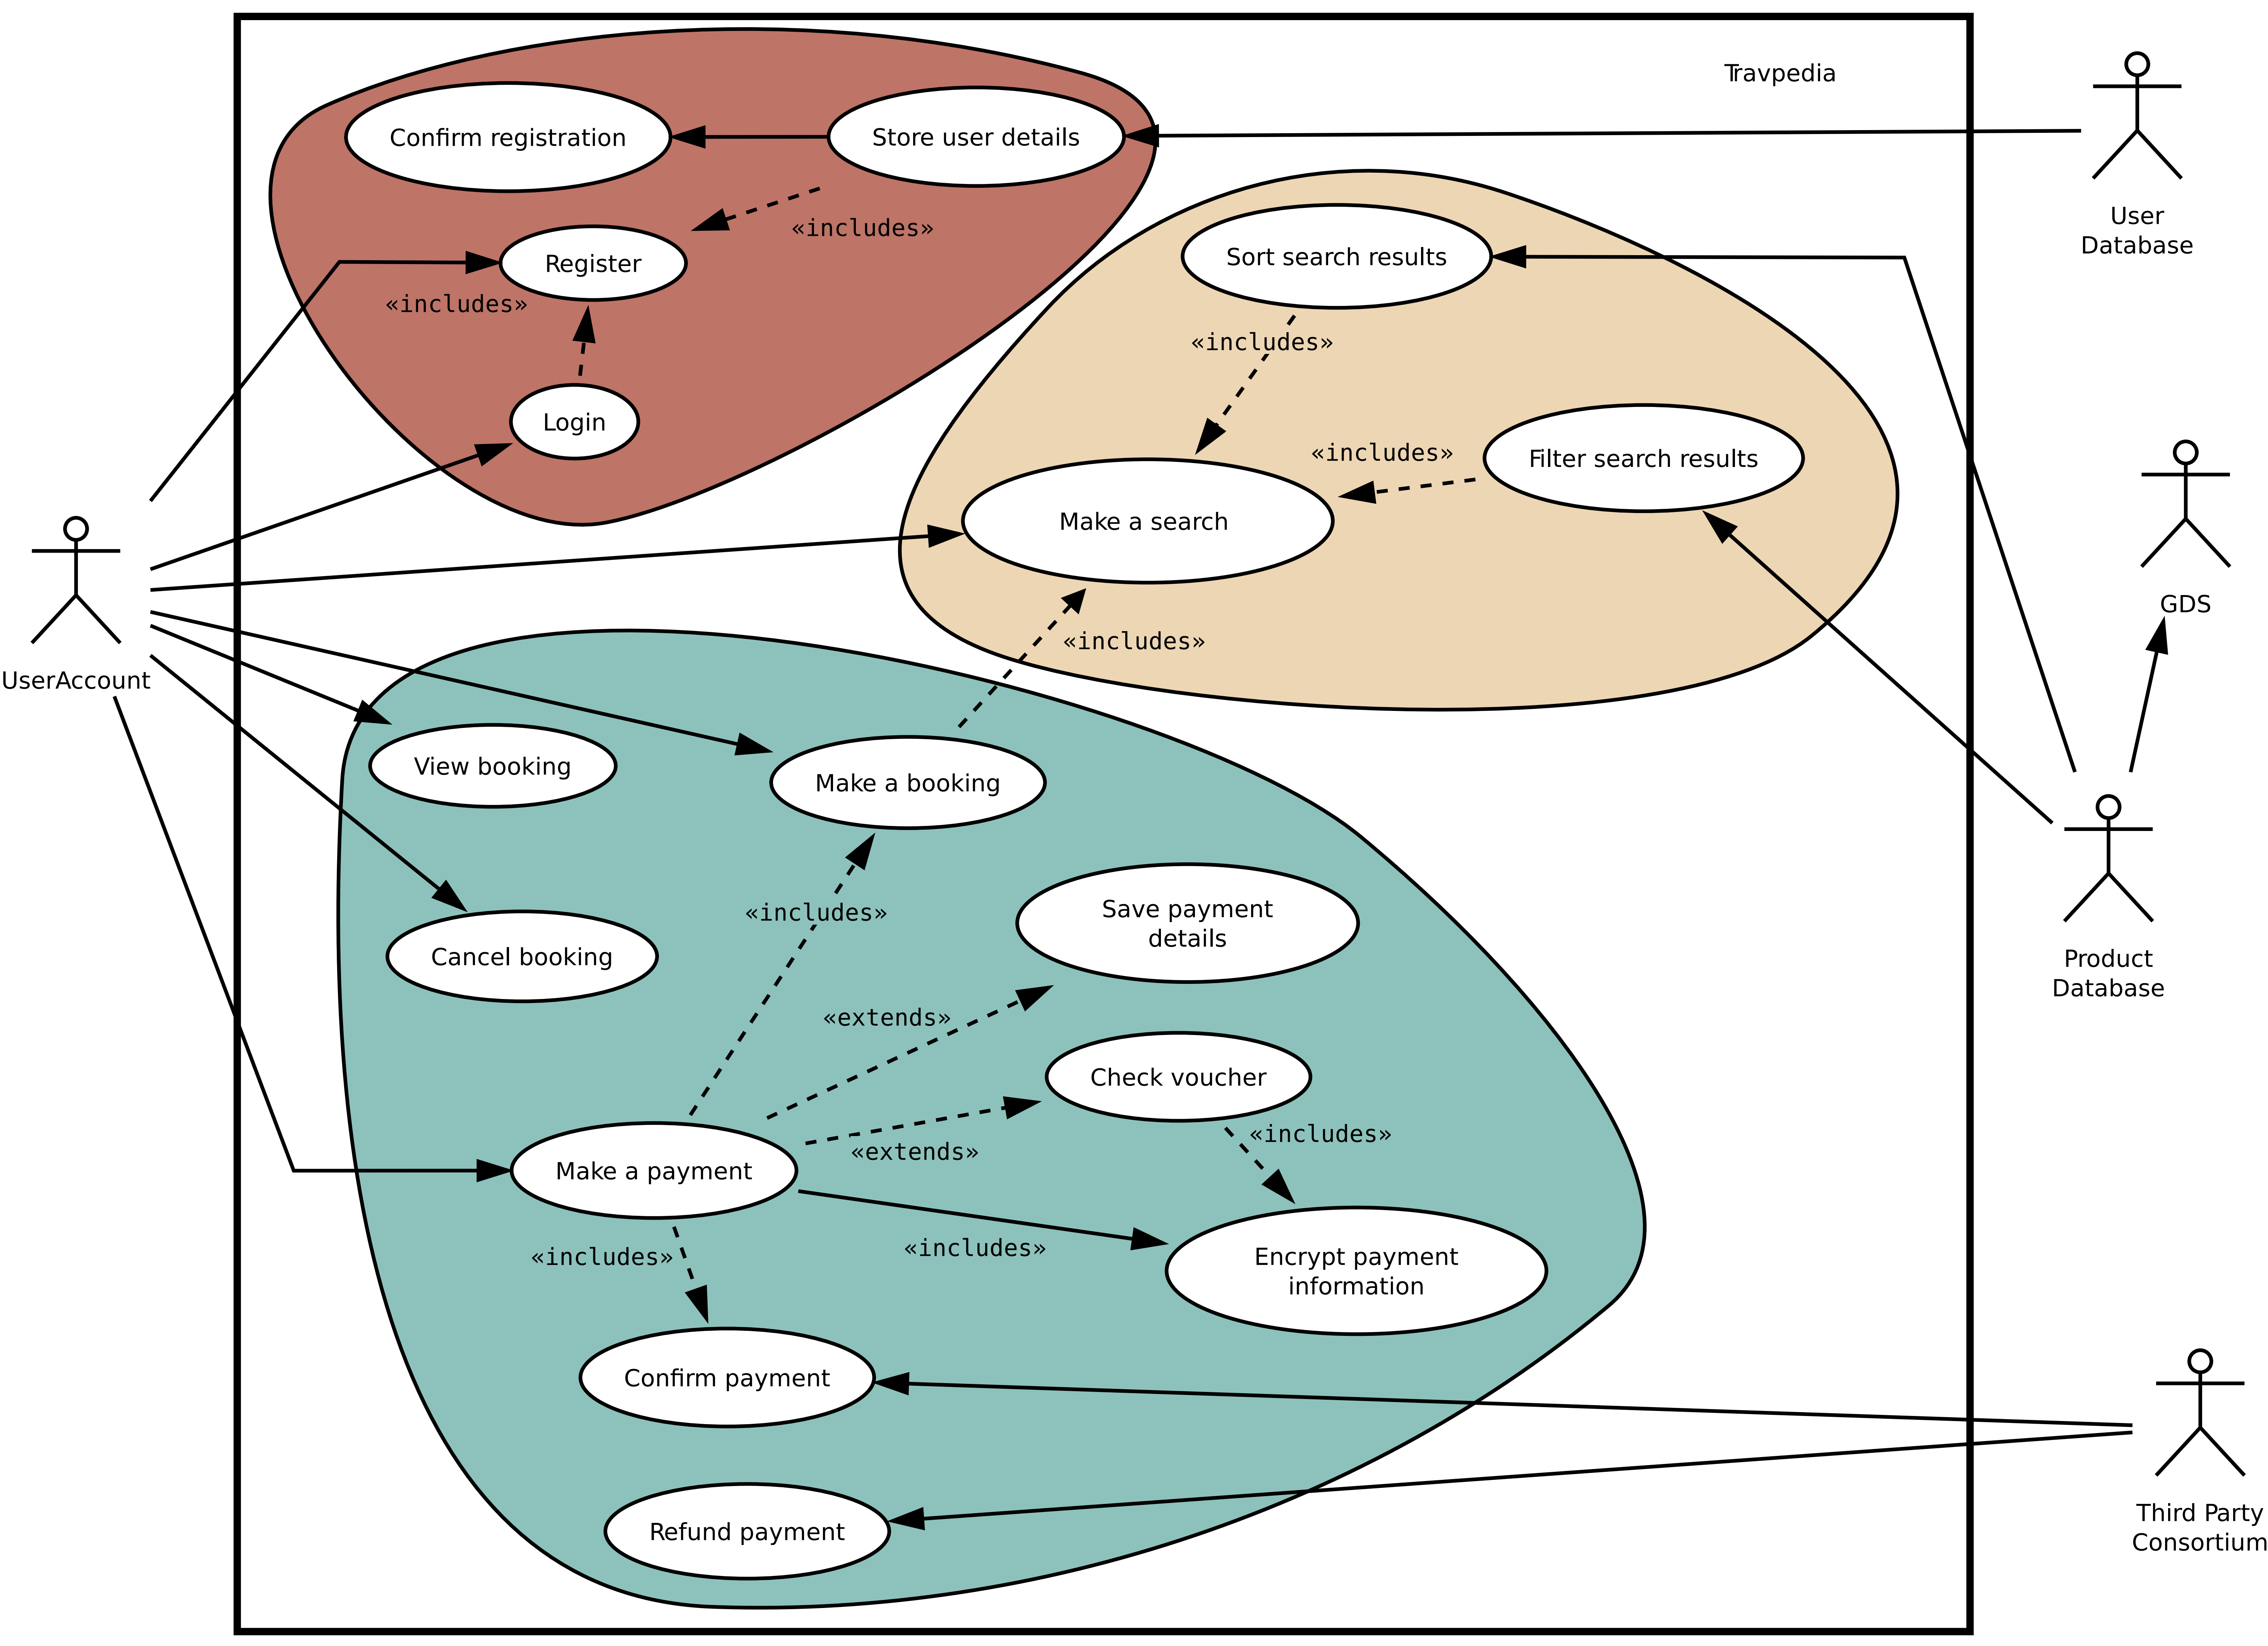 Travpedia
Confirm registration
Store user details
User
Database
«includes»
Register
Sort search results
«includes»
«includes»
Login
«includes»
Filter search results
Make a search
GDS
«includes»
UserAccount
View booking
Make a booking
«includes»
Save payment
details
Cancel booking
Product
Database
«extends»
Check voucher
«includes»
«extends»
Make a payment
«includes»
«includes»
Encrypt payment
information
Confirm payment
Third Party
Consortium
Refund payment